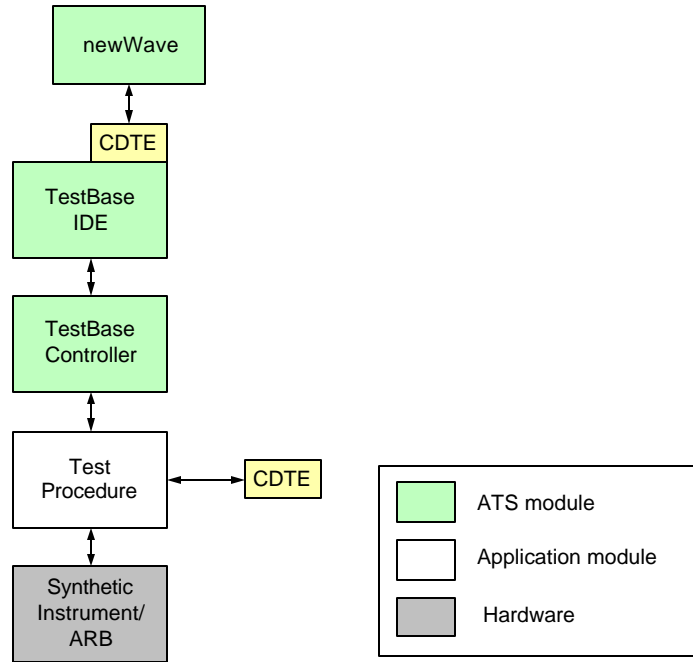 newWave
CDTE
TestBase
IDE
TestBase
Controller
Test
Procedure
CDTE
Synthetic
Instrument/
ARB
ATS module
Application module
Hardware